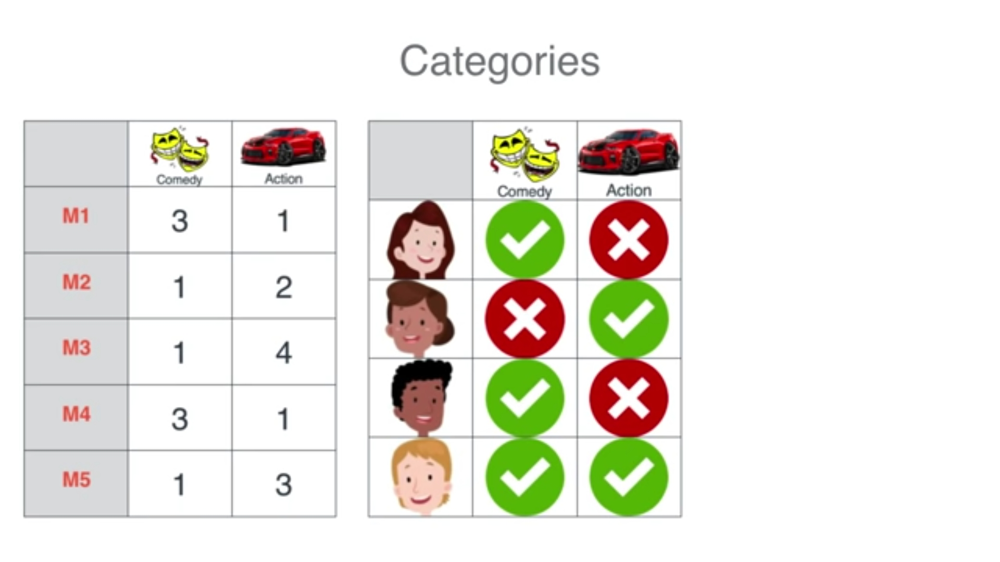 Categories
Comedy Action
M1 3 1
M2 1 2
M3 1 4
M4 3 1
M5 1 3
Comedy Action